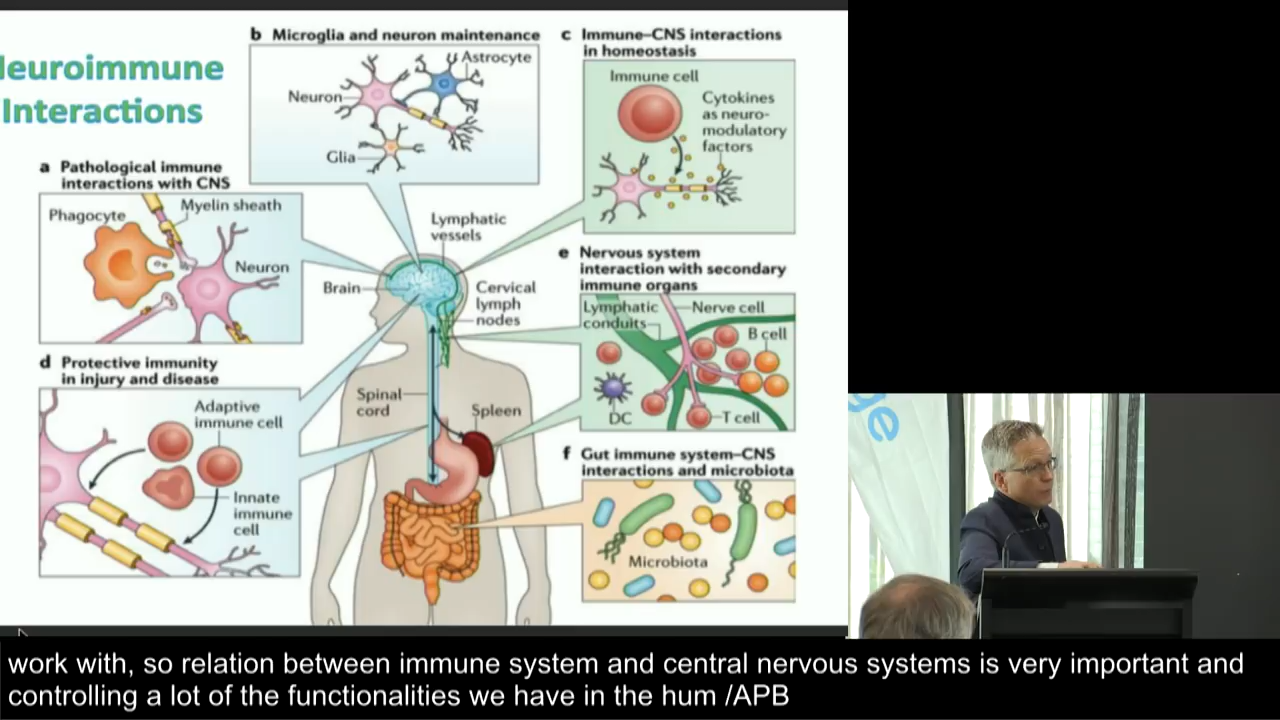 euroimmune
Interactions
b Microglia and neuron maintenance
Astrocyte
Neuron
Glia
c Immune–CNS interactions
in homeostasis
Immune cell
Cytokines
as neuro-
modulatory
factors
a Pathological immune
interactions with CNS
Phagocyte
Myelin sheath
Neuron
Lymphatic
vessels
Brain
Cervical
lymph
nodes
Spinal
cord
Spleen
e Nervous system
interaction with secondary
immune organs
Lymphatic
conduits
Nerve cell
B cell
DC
T cell
d Protective immunity
in injury and disease
Adaptive
immune cell
Innate
immune
cell
f Gut immune system–CNS
interactions and microbiota
Microbiota
ge
work with, so relation between immune system and central nervous systems is very important and
controlling a lot of the functionalities we have in the hum /APB